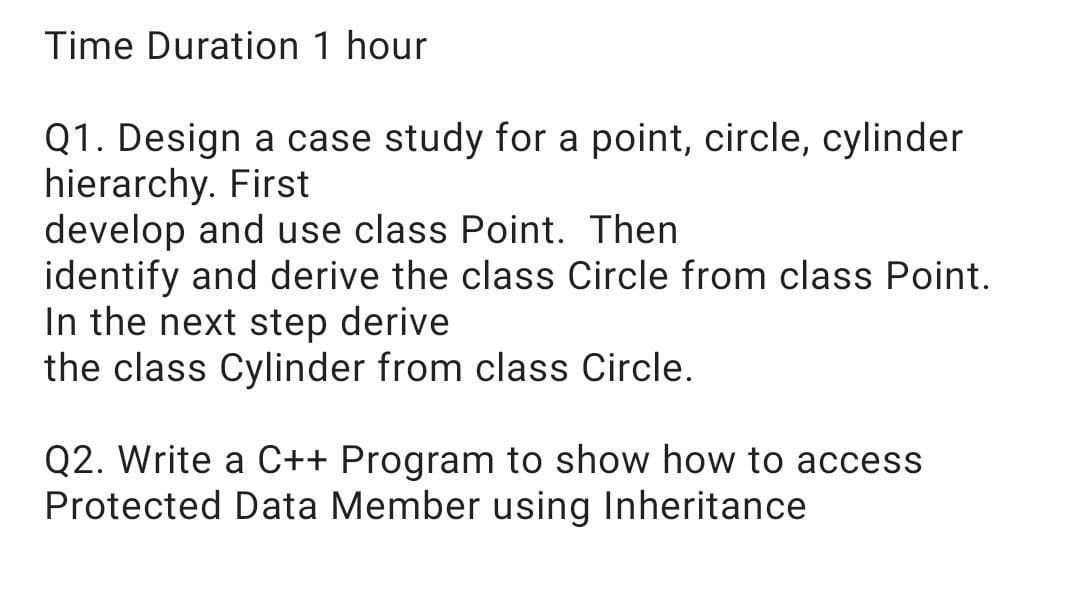 Time Duration 1 hour
Q1. Design a case study for a point, circle, cylinder
hierarchy. First
develop and use class Point.  Then
identify and derive the class Circle from class Point.
In the next step derive
the class Cylinder from class Circle.
Q2. Write a C++ Program to show how to access
Protected Data Member using Inheritance